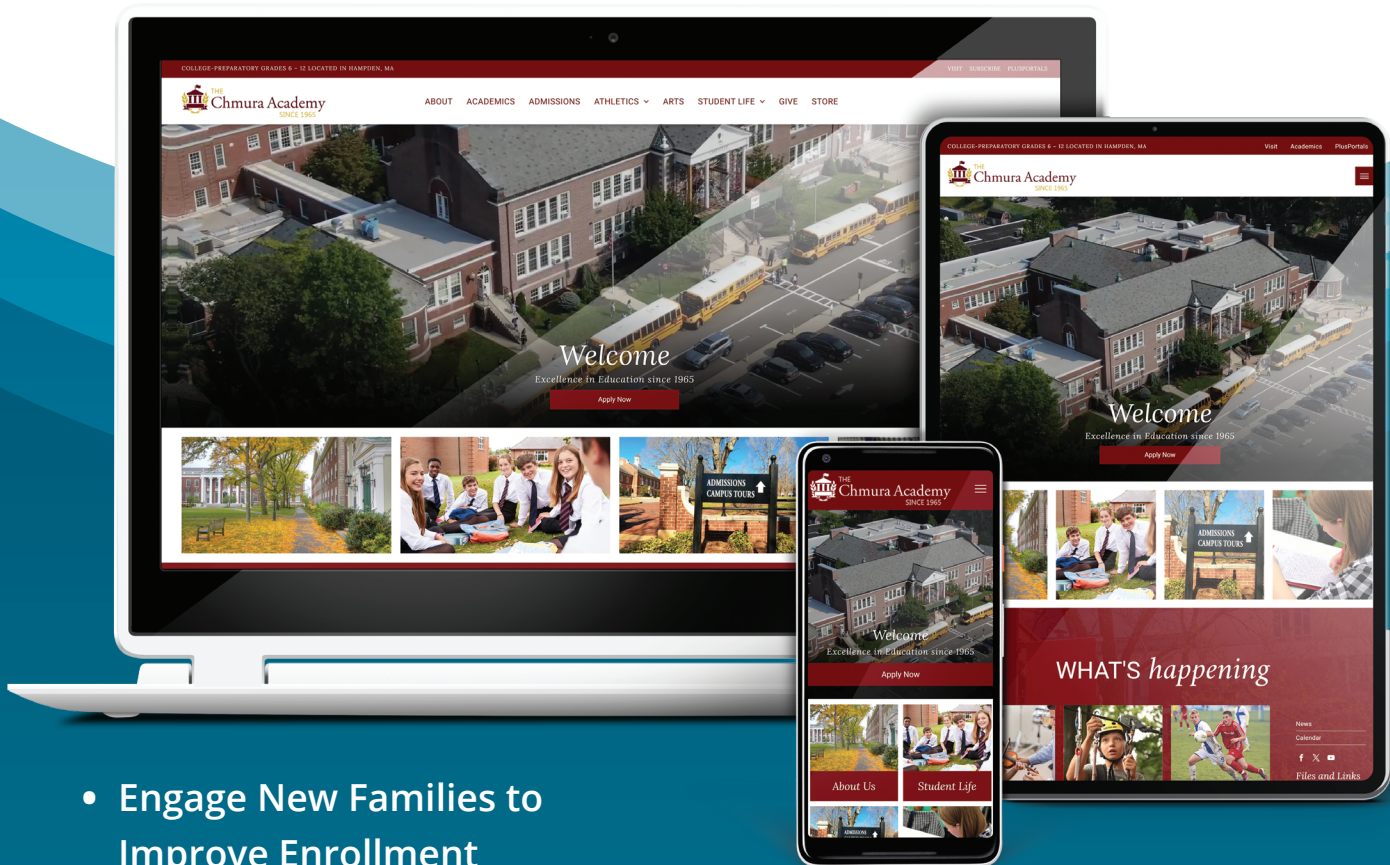 COLLEGE-PREPARATORY GRADES 6 – 12 LOCATED IN HAMPDEN, MA
VISIT SUBSCRIBE PLUSPORTALS
THE
Chmura Academy
SINCE 1965
ABOUT ACADEMICS ADMISSIONS ATHLETICS ARTS STUDENT LIFE GIVE STORE
Welcome
Excellence in Education since 1965
Apply Now
ADMISSIONS
CAMPUS TOURS
COLLEGE-PREPARATORY GRADES 6 – 12 LOCATED IN HAMPDEN, MA
Visit Academics PlusPortals
THE
Chmura Academy
SINCE 1965
Welcome
Excellence in Education since 1965
Apply Now
ADMISSIONS
CAMPUS TOURS
WHAT'S happening
News
Calendar
Files and Links
THE
Chmura Academy
SINCE 1965
Welcome
Excellence in Education since 1965
Apply Now
About Us
Student Life
ADMISSIONS
CAMPUS TOURS
• Engage New Families to
Improve Enrollment